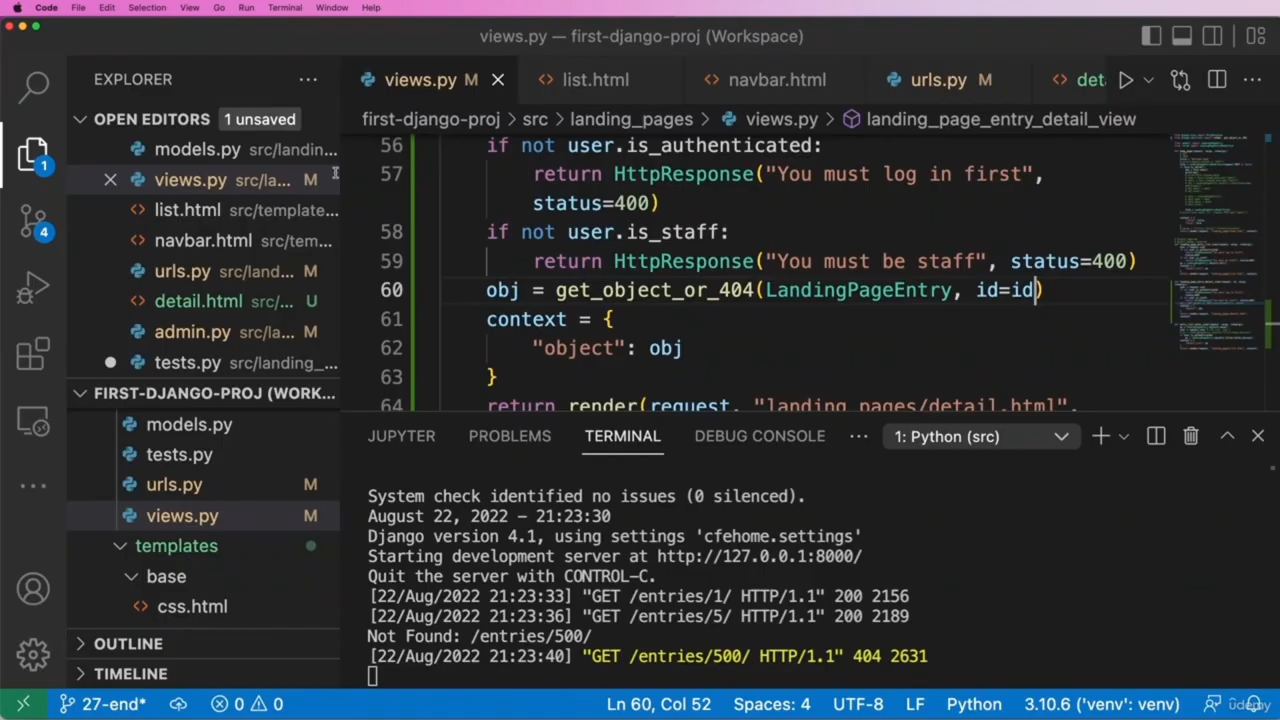 Code File Edit Selection View Go Run Terminal Window Help
views.py — first-django-proj (Workspace)
EXPLORER
views.py M
list.html
navbar.html
urls.py M
det
OPEN EDITORS 1 unsaved
first-django-proj > src > landing_pages > views.py > landing_page_entry_detail_view
models.py src/landin...
views.py src/la... M
list.html src/template...
navbar.html src/tem...
urls.py src/land... M
detail.html src/... U
admin.py src/la... M
tests.py src/landing_...
56 if not user.is_authenticated:
57 return HttpResponse("You must log in first",
status=400)
58 if not user.is_staff:
59 return HttpResponse("You must be staff", status=400)
60 obj = get_object_or_404(LandingPageEntry, id=id)
61 context = {
62 "object": obj
63 }
64 return render(request, "landing_pages/detail.html",
FIRST-DJANGO-PROJ (WORK...
models.py
tests.py
urls.py M
views.py M
templates
base
css.html
OUTLINE
TIMELINE
JUPYTER PROBLEMS TERMINAL DEBUG CONSOLE ... 1: Python (src)
System check identified no issues (0 silenced).
August 22, 2022 - 21:23:30
Django version 4.1, using settings 'cfehome.settings'
Starting development server at http://127.0.0.1:8000/
Quit the server with CONTROL-C.
[22/Aug/2022 21:23:33] "GET /entries/1/ HTTP/1.1" 200 2156
[22/Aug/2022 21:23:36] "GET /entries/5/ HTTP/1.1" 200 2189
Not Found: /entries/500/
[22/Aug/2022 21:23:40] "GET /entries/500/ HTTP/1.1" 404 2631
1
4
27-end* 0 0 Ln 60, Col 52 Spaces: 4 UTF-8 LF Python 3.10.6 ('venv': venv)
udemy